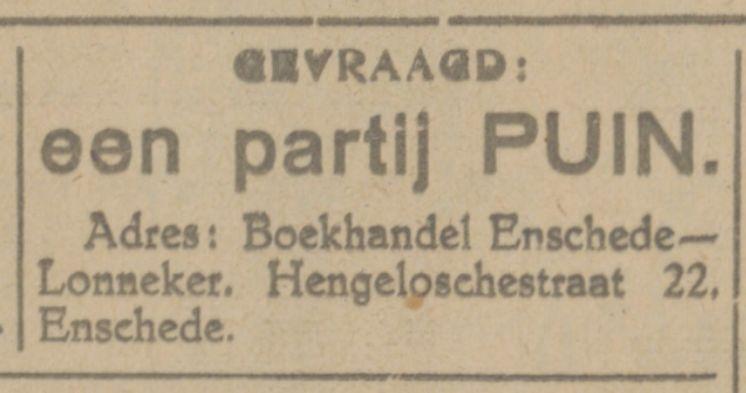 GEVRAAGD:
een partij PUIN.
Adres: Boekhandel Enschede—
Lonneker. Hengeloschestraat 22,
Enschede.